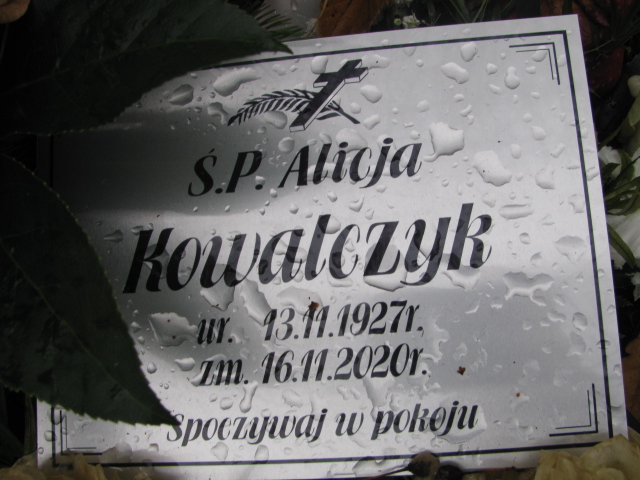 Ś.P. Alicja
Kowalczyk
ur. 13.11.1927r.
zm. 16.11.2020r.
Spoczywaj w pokoju